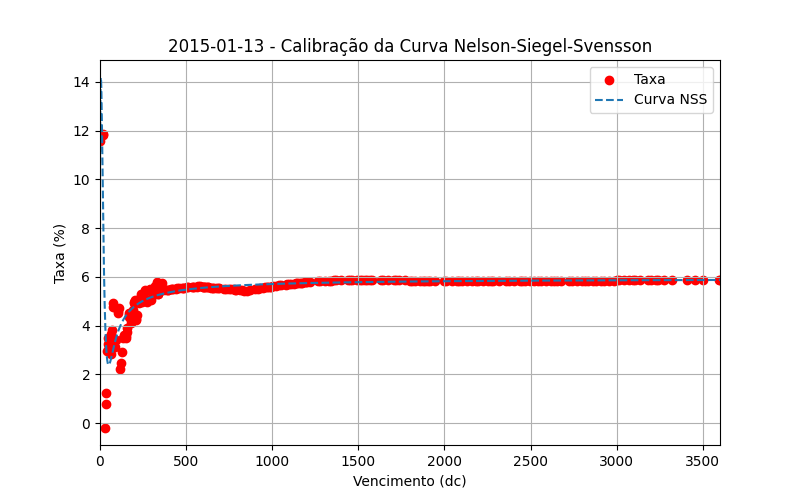 2015-01-13 - Calibração da Curva Nelson-Siegel-Svensson
Taxa
Curva NSS
Taxa (%)
14
12
10
8
6
4
2
0
0 500 1000 1500 2000 2500 3000 3500
Vencimento (dc)